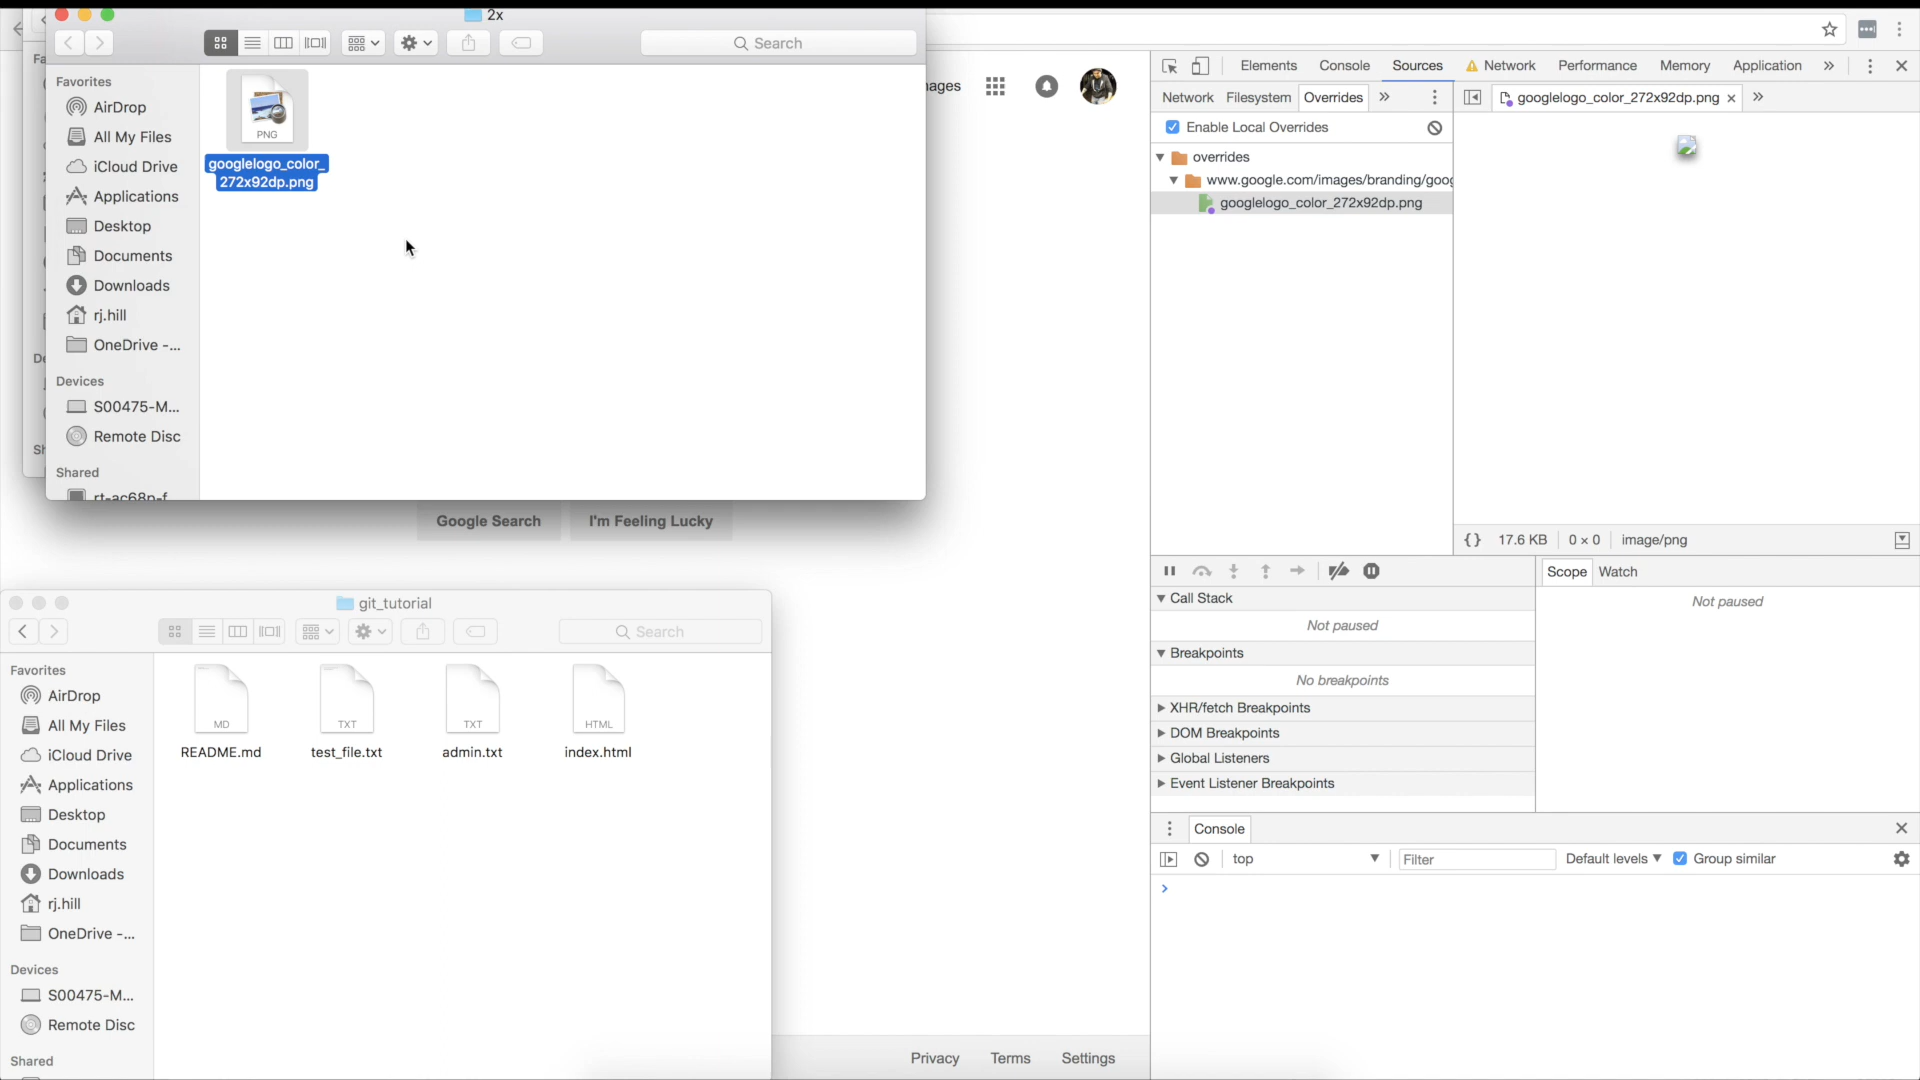 2x
Search
Favorites
AirDrop
All My Files
iCloud Drive
Applications
Desktop
Documents
Downloads
rj.hill
OneDrive -...
Devices
S00475-M...
Remote Disc
Shared
rt-ac68p-f
PNG
googlelogo_color_
272x92dp.png
Fa
De
Sh
ages
Google Search
I'm Feeling Lucky
git_tutorial
Search
Favorites
AirDrop
All My Files
iCloud Drive
Applications
Desktop
Documents
Downloads
rj.hill
OneDrive -...
Devices
S00475-M...
Remote Disc
Shared
MD
README.md
TXT
test_file.txt
TXT
admin.txt
HTML
index.html
Privacy Terms Settings
Elements Console Sources Network Performance Memory Application »
Network Filesystem Overrides »
googlelogo_color_272x92dp.png × »
Enable Local Overrides
overrides
www.google.com/images/branding/goog
googlelogo_color_272x92dp.png
{} 17.6 KB 0 × 0 image/png
Scope Watch
Call Stack
Not paused
Not paused
Breakpoints
No breakpoints
XHR/fetch Breakpoints
DOM Breakpoints
Global Listeners
Event Listener Breakpoints
Console
top Filter Default levels Group similar